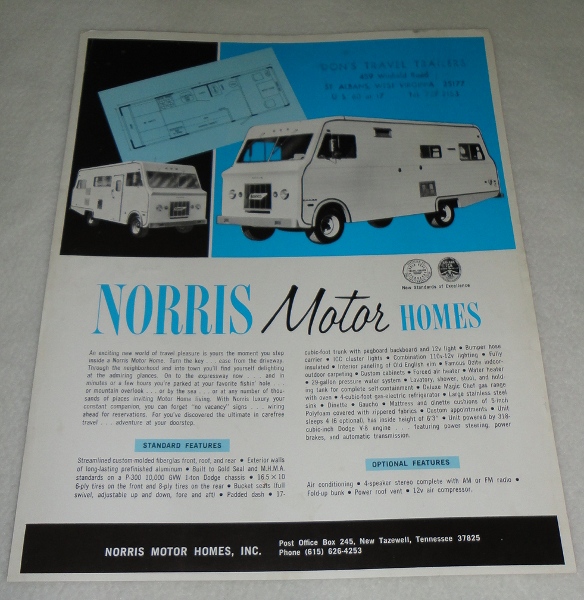 DON'S TRAVEL TRAILERS
ST. ALBANS, WEST VIRGINIA 25177
New Standards of Excellence
NORRIS Motor HOMES
An exciting new world of travel pleasure is yours the moment you step
inside a Norris Motor Home. Turn the key . . . ease from the driveway.
Through the neighborhood and into town you'll find yourself delighting
at the admiring glances. On to the expressway now . . . and in
minutes or a few hours you're parked at your favorite fishin' hole . . .
or mountain overlook . . . or by the sea . . . or at any number of thou-
sands of places inviting Motor Home living. With Norris luxury your
constant companion, you can forget "no vacancy" signs . . . wiring
ahead for reservations. For you've discovered the ultimate in carefree
travel . . . adventure at your doorstep.
STANDARD FEATURES
Streamlined custom-molded fiberglas front, roof, and rear • Exterior walls
of long-lasting prefinished aluminum • Built to Gold Seal and M.H.M.A.
standards on a P-300 10,000 GVW 1-ton Dodge chassis • 16.5 X 10
6-ply tires on the front and 8-ply tires on the rear • Bucket seats (full
swivel, adjustable up and down, fore and aft) • Padded dash • 17-
cubic-foot trunk with pegboard backboard and 12v light • Bumper hose
carrier • ICC cluster lights • Combination 110-12v lighting • Fully
insulated • Interior paneling of Old English elm • Famous Ozite indoor-
outdoor carpeting • Custom cabinets • Forced air heater • Water heater
• 29-gallon pressure water system • Lavatory, shower, stool, and hold-
ing tank for complete self-containment • Deluxe Magic Chef gas range
with oven • 4-cubic-foot gas-electric refrigerator • Large stainless steel
sink • Dinette • Gaucho • Mattress and dinette cushions of 5-inch
Polyfoam covered with zippered fabrics • Custom appointments • Unit
sleeps 4 (6 optional), has inside height of 6'3" • Unit powered by 318-
cubic-inch Dodge V-8 engine . . . featuring power steering, power
brakes, and automatic transmission.
OPTIONAL FEATURES
Air conditioning • 4-speaker stereo complete with AM or FM radio •
Fold-up bunk • Power roof vent • 12v air compressor.
NORRIS MOTOR HOMES, INC.
Post Office Box 245, New Tazewell, Tennessee 37825
Phone (615) 626-4253